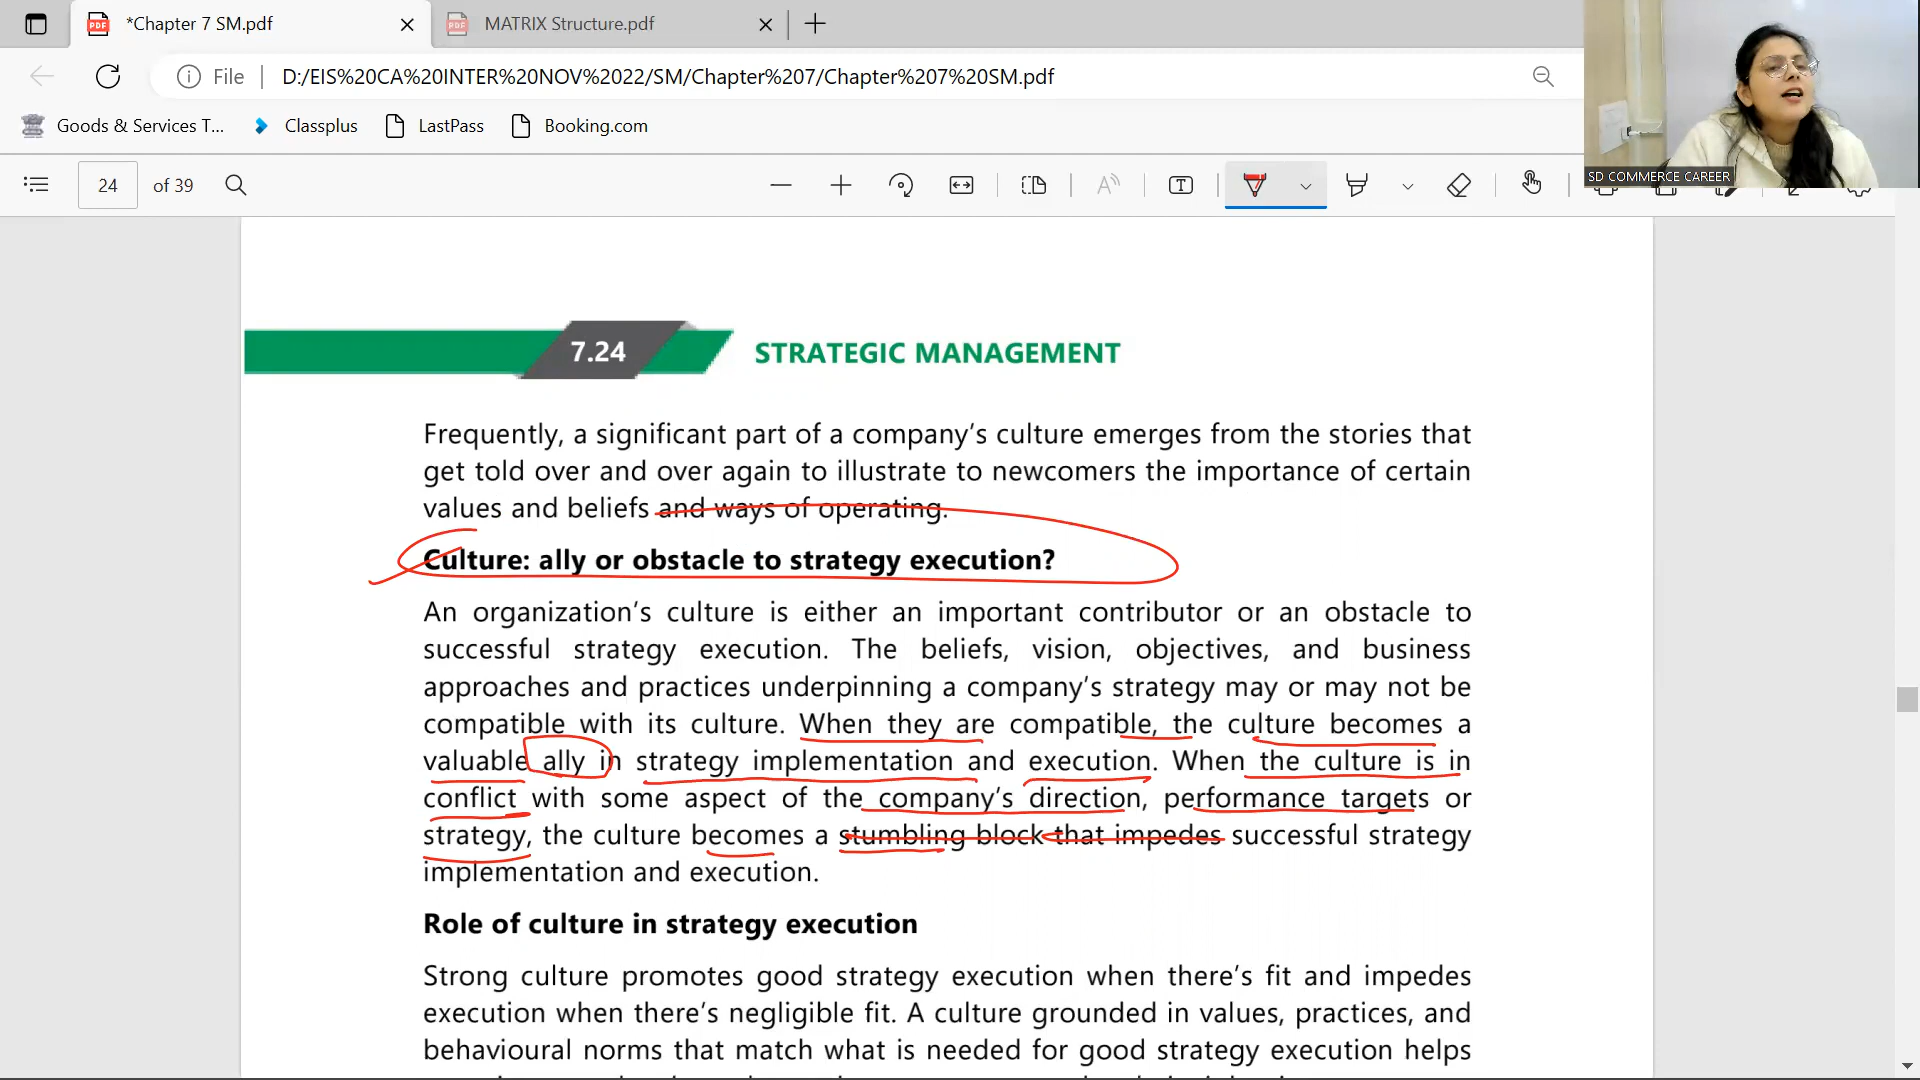 *Chapter 7 SM.pdf
MATRIX Structure.pdf
File
D:/EIS%20CA%20INTER%20NOV%2022/SM/Chapter%207/Chapter%207%20SM.pdf
Goods & Services T...
Classplus
LastPass
Booking.com
24 of 39
SD COMMERCE CAREER
7.24 STRATEGIC MANAGEMENT
Frequently, a significant part of a company's culture emerges from the stories that
get told over and over again to illustrate to newcomers the importance of certain
values and beliefs and ways of operating.
Culture: ally or obstacle to strategy execution?
An organization's culture is either an important contributor or an obstacle to
successful strategy execution. The beliefs, vision, objectives, and business
approaches and practices underpinning a company's strategy may or may not be
compatible with its culture. When they are compatible, the culture becomes a
valuable ally in strategy implementation and execution. When the culture is in
conflict with some aspect of the company's direction, performance targets or
strategy, the culture becomes a stumbling block that impedes successful strategy
implementation and execution.
Role of culture in strategy execution
Strong culture promotes good strategy execution when there's fit and impedes
execution when there's negligible fit. A culture grounded in values, practices, and
behavioural norms that match what is needed for good strategy execution helps